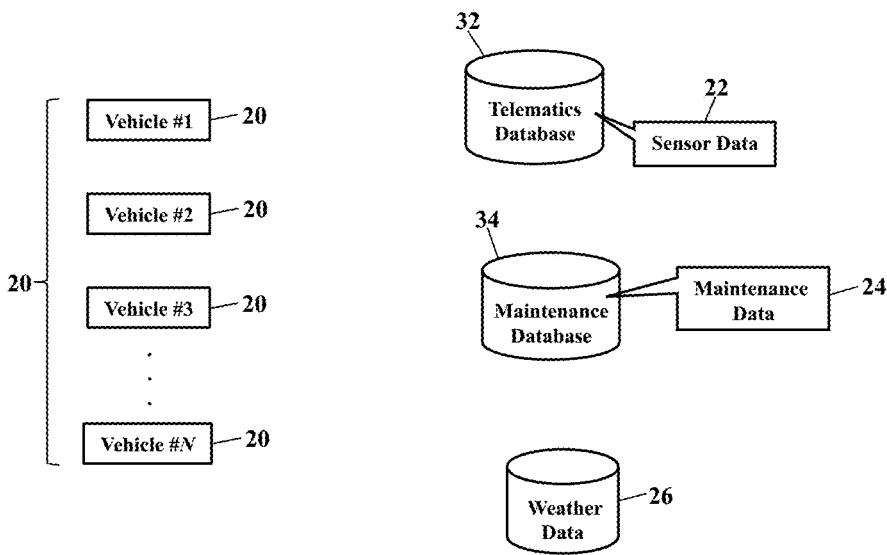 32
Telematics
Database
22
Sensor Data
20
Vehicle #1
20
Vehicle #2
20
Vehicle #3
20
.
.
.
Vehicle #N
20
34
Maintenance
Database
Maintenance
Data
24
Weather
Data
26